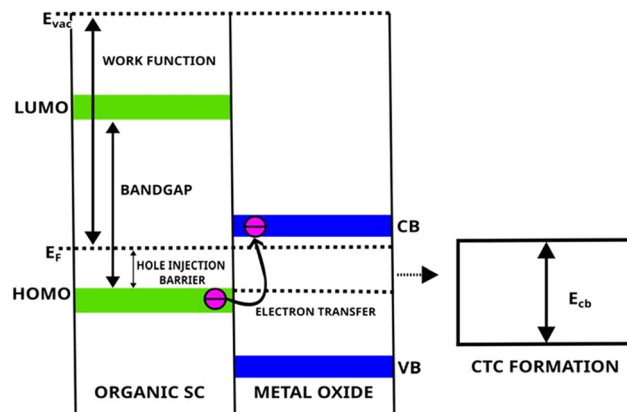 Evac
WORK FUNCTION
LUMO
BANDGAP
CB
EF
HOLE INJECTION
BARRIER
HOMO
Ecb
ELECTRON TRANSFER
VB
CTC FORMATION
ORGANIC SC
METAL OXIDE